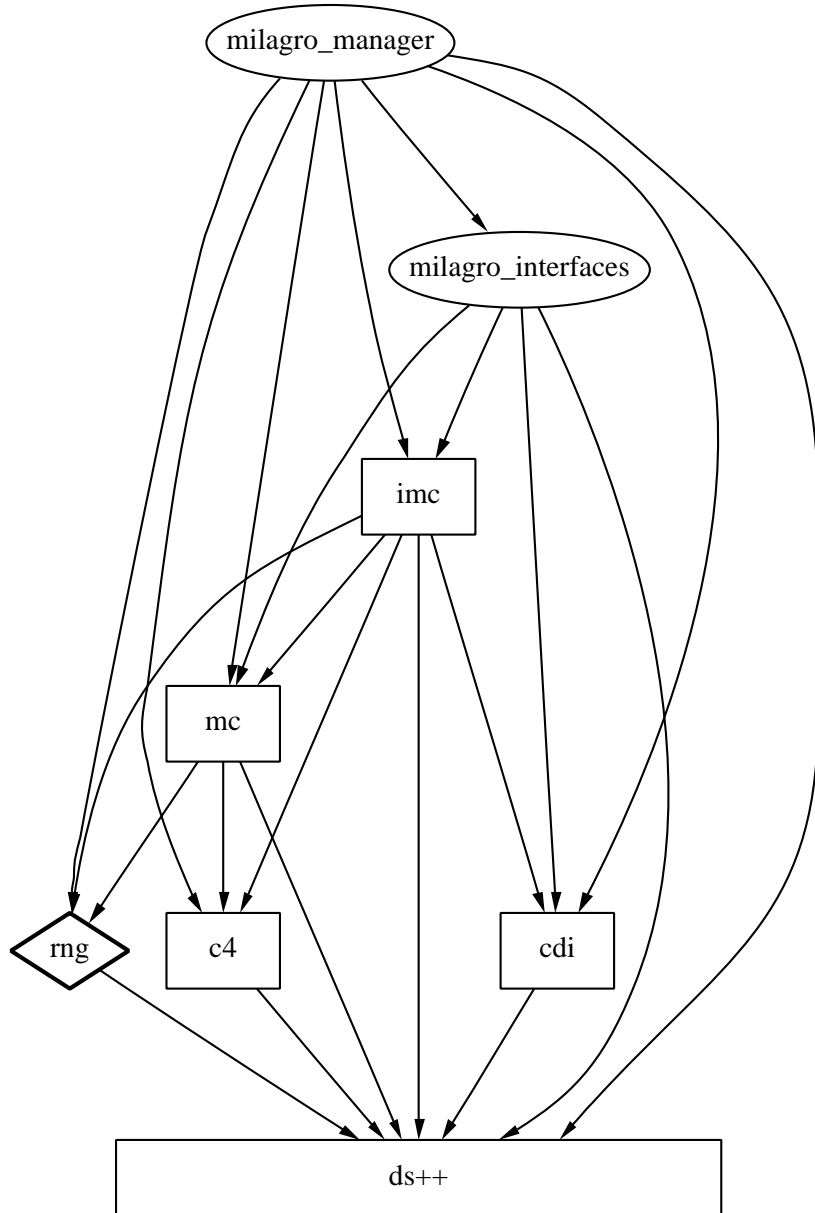 milagro_manager
milagro_interfaces
imc
mc
rng
c4
cdi
ds++